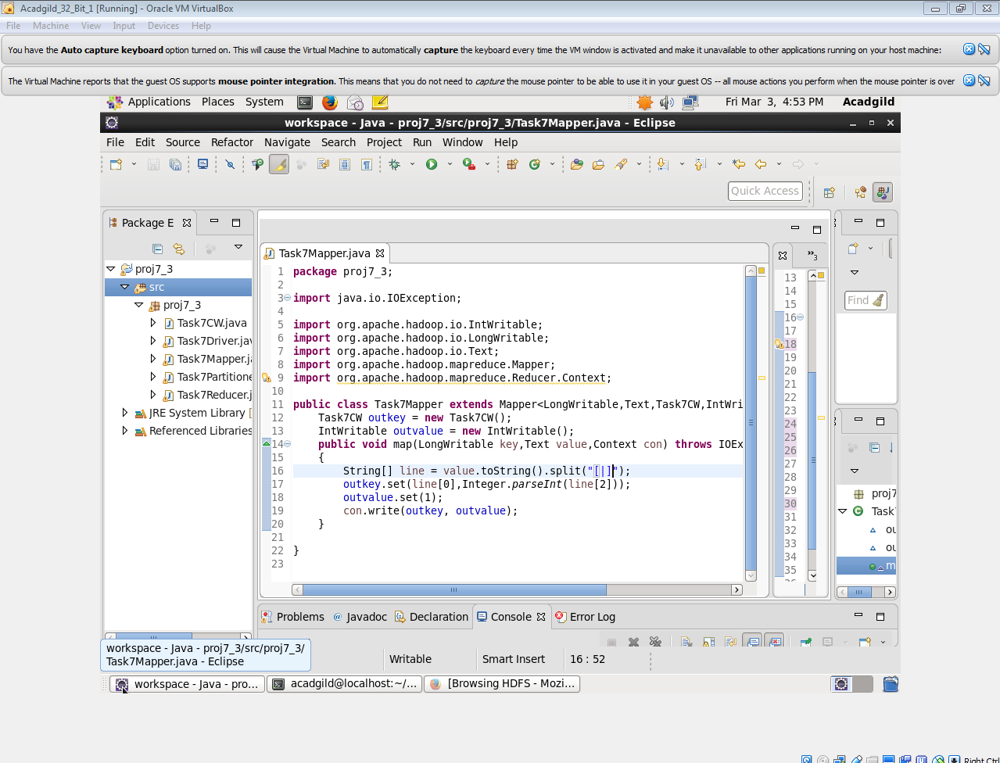 Acadgild_32_Bit_1 [Running] - Oracle VM VirtualBox
File Machine View Input Devices Help
You have the Auto capture keyboard option turned on. This will cause the Virtual Machine to automatically capture the keyboard every time the VM window is activated and make it unavailable to other applications running on your host machine:
The Virtual Machine reports that the guest OS supports mouse pointer integration. This means that you do not need to capture the mouse pointer to be able to use it in your guest OS -- all mouse actions you perform when the mouse pointer is over
Applications Places System Fri Mar 3, 4:53 PM Acadgild
workspace - Java - proj7_3/src/proj7_3/Task7Mapper.java - Eclipse
File Edit Source Refactor Navigate Search Project Run Window Help
Quick Access
Package E
proj7_3
src
proj7_3
Task7CW.java
Task7Driver.jav
Task7Mapper.ja
Task7Partitione
Task7Reducer.j
JRE System Library [
Referenced Libraries
Task7Mapper.java
1 package proj7_3;
2
3 import java.io.IOException;
4
5 import org.apache.hadoop.io.IntWritable;
6 import org.apache.hadoop.io.LongWritable;
7 import org.apache.hadoop.io.Text;
8 import org.apache.hadoop.mapreduce.Mapper;
9 import org.apache.hadoop.mapreduce.Reducer.Context;
10
11 public class Task7Mapper extends Mapper<LongWritable,Text,Task7CW,IntWri
12 Task7CW outkey = new Task7CW();
13 IntWritable outvalue = new IntWritable();
14 public void map(LongWritable key,Text value,Context con) throws IOEx
15 {
16 String[] line = value.toString().split("[|]");
17 outkey.set(line[0],Integer.parseInt(line[2]));
18 outvalue.set(1);
19 con.write(outkey, outvalue);
20 }
21
22 }
23
»3
13
14
15
16
17
18
19
20
21
22
23
24
25
26
27
28
29
30
31
32
33
34
35
Find
proj7
Task
ou
ou
m
Problems @ Javadoc Declaration Console Error Log
workspace - Java - proj7_3/src/proj7_3/
Task7Mapper.java - Eclipse
Writable Smart Insert 16 : 52
workspace - Java - pro... acadgild@localhost:~/... [Browsing HDFS - Mozi...
Right Ctrl